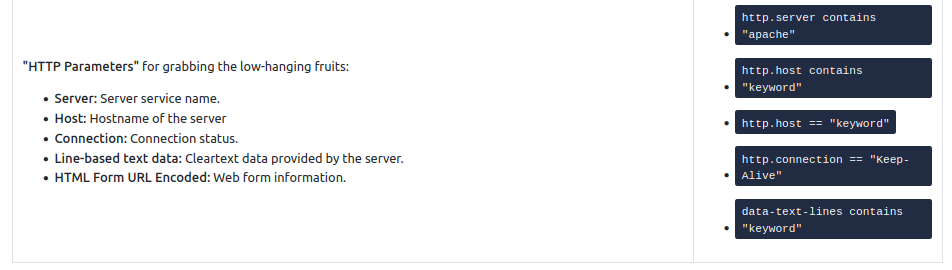 "HTTP Parameters" for grabbing the low-hanging fruits:
Server: Server service name.
Host: Hostname of the server
Connection: Connection status.
Line-based text data: Cleartext data provided by the server.
HTML Form URL Encoded: Web form information.
http.server contains
"apache"
http.host contains
"keyword"
http.host == "keyword"
http.connection == "Keep-
Alive"
data-text-lines contains
"keyword"